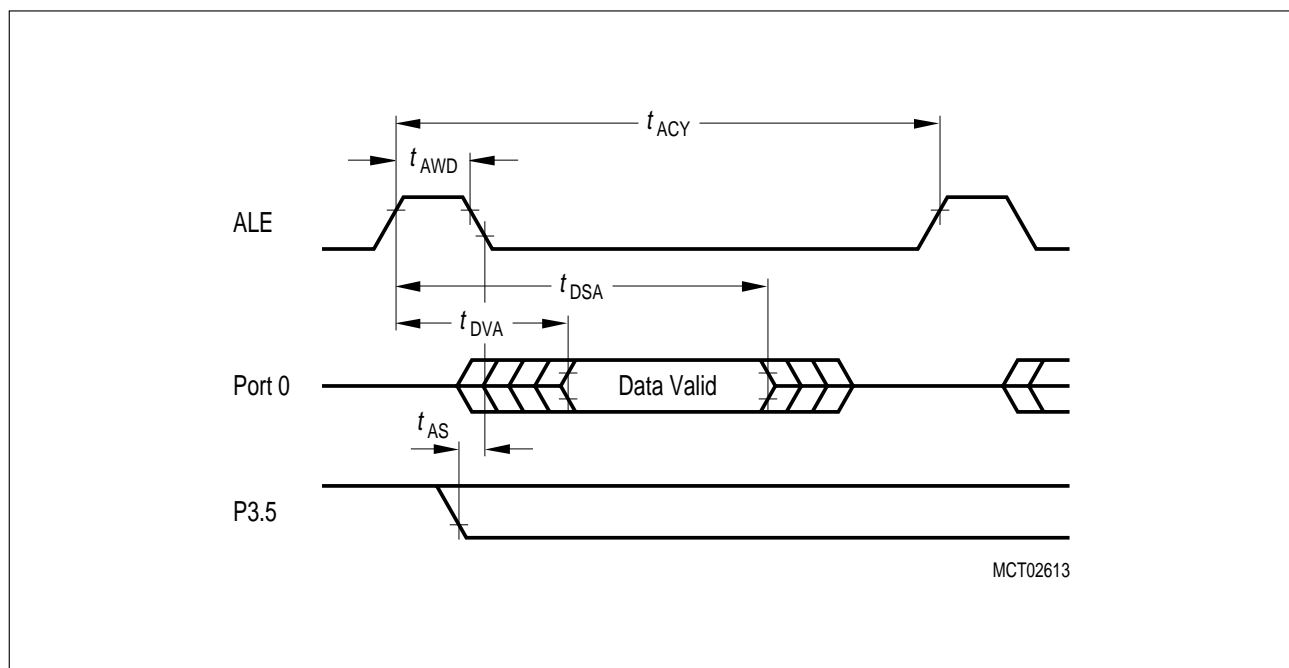 t ACY
t AWD
ALE
t DSA
t DVA
Port 0
Data Valid
t AS
P3.5
MCT02613